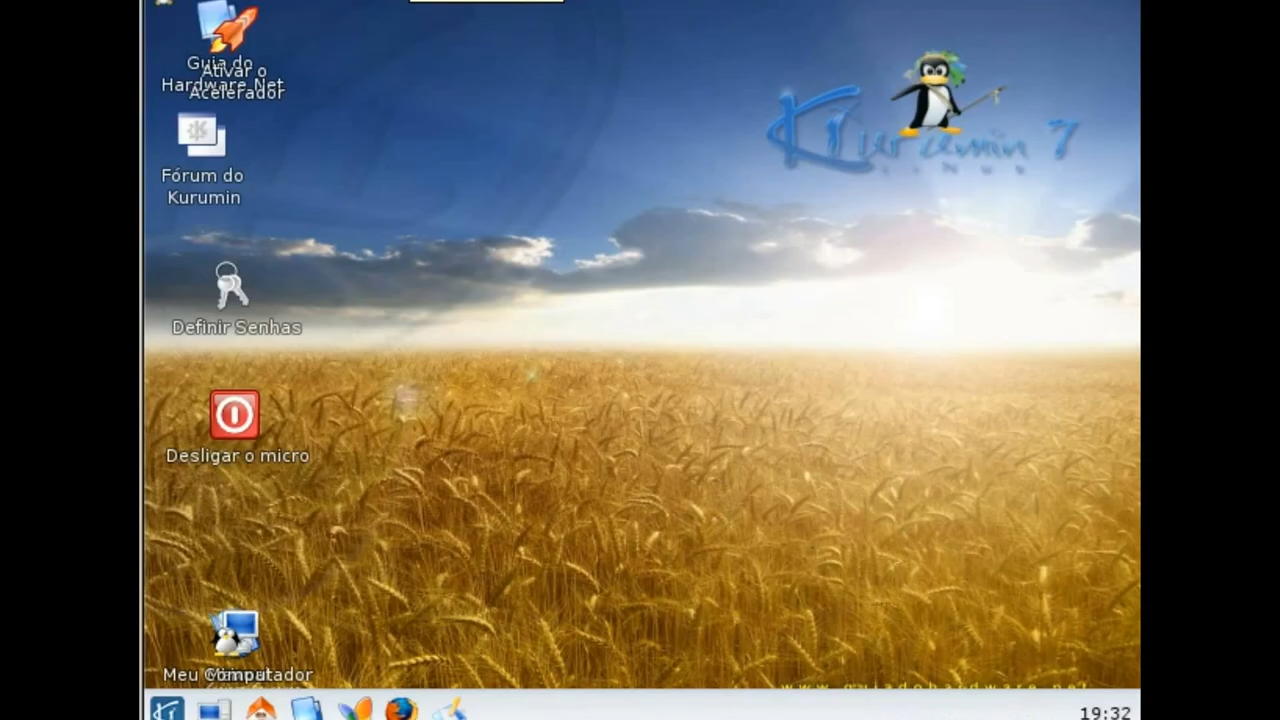 Guia do
Hardware.Net
Ativar o
Acelerador
Kurumin 7
Linux
Fórum do
Kurumin
Definir Senhas
Desligar o micro
Meu Computador
www.guiadohardware.net
19:32